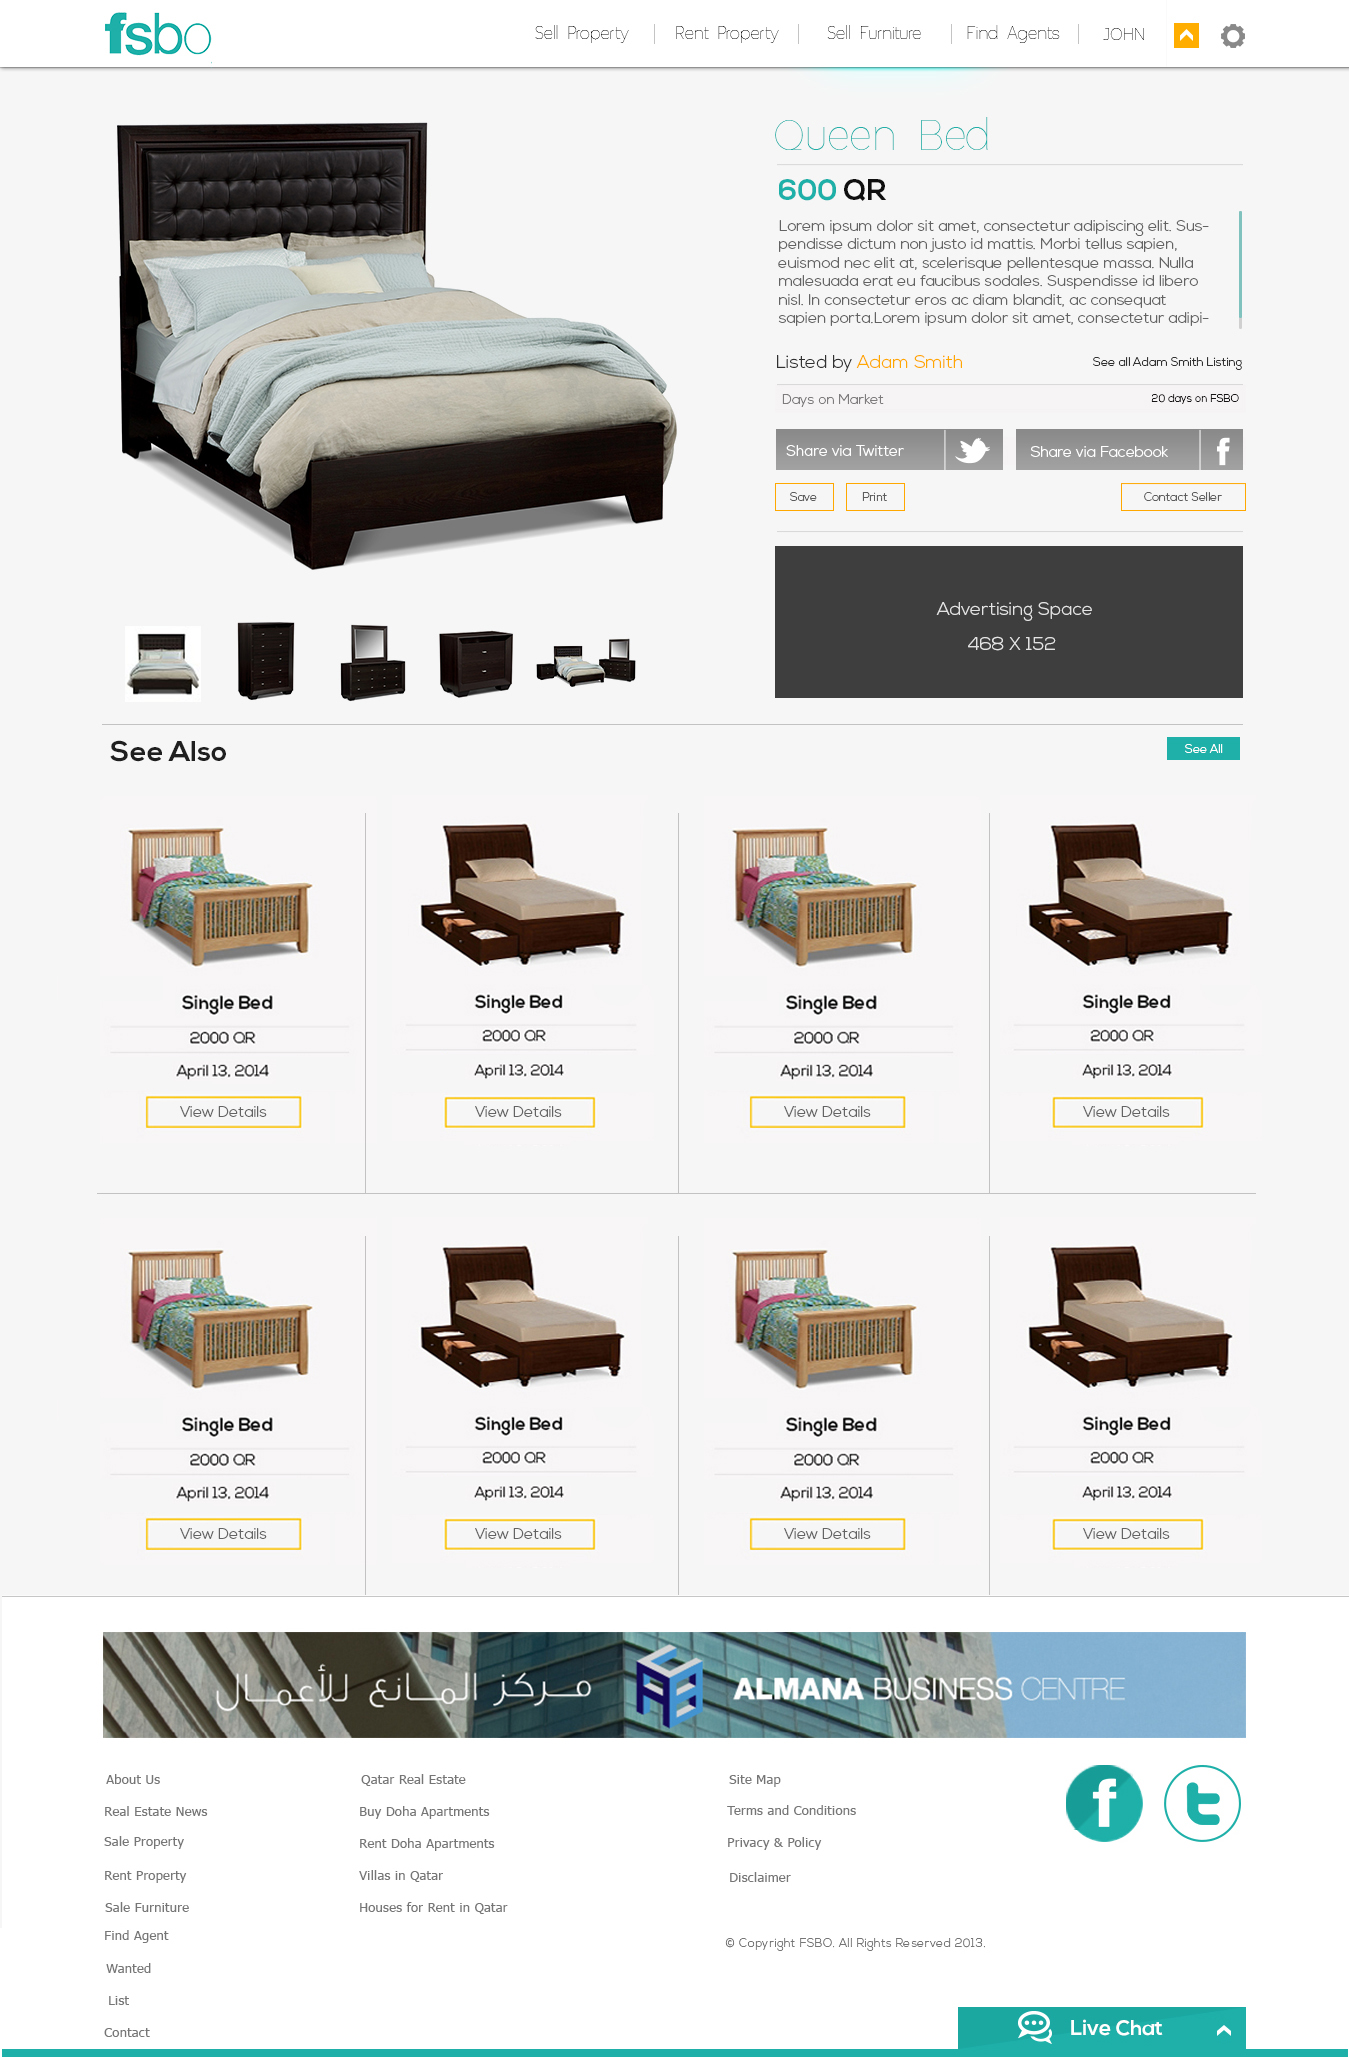 fsbo
Sell Property
Rent Property
Sell Furniture
Find Agents
JOHN
Queen Bed
600 QR
Lorem ipsum dolor sit amet, consectetur adipiscing elit. Sus-
pendisse dictum non justo id mattis. Morbi tellus sapien,
euismod nec elit at, scelerisque pellentesque massa. Nulla
malesuada erat eu faucibus sodales. Suspendisse id libero
nisl. In consectetur eros ac diam blandit, ac consequat
sapien porta.Lorem ipsum dolor sit amet, consectetur adipi-
Listed by Adam Smith
See all Adam Smith Listing
Days on Market
20 days on FSBO
Share via Twitter
Share via Facebook
Save
Print
Contact Seller
Advertising Space
468 X 152
See Also
See All
Single Bed
2000 QR
April 13, 2014
View Details
Single Bed
2000 QR
April 13, 2014
View Details
Single Bed
2000 QR
April 13, 2014
View Details
Single Bed
2000 QR
April 13, 2014
View Details
Single Bed
2000 QR
April 13, 2014
View Details
Single Bed
2000 QR
April 13, 2014
View Details
Single Bed
2000 QR
April 13, 2014
View Details
Single Bed
2000 QR
April 13, 2014
View Details
مركز المانع للأعمال
ALMANA BUSINESS CENTRE
About Us
Real Estate News
Sale Property
Rent Property
Sale Furniture
Find Agent
Wanted
List
Contact
Qatar Real Estate
Buy Doha Apartments
Rent Doha Apartments
Villas in Qatar
Houses for Rent in Qatar
Site Map
Terms and Conditions
Privacy & Policy
Disclaimer
© Copyright FSBO. All Rights Reserved 2013.
Live Chat